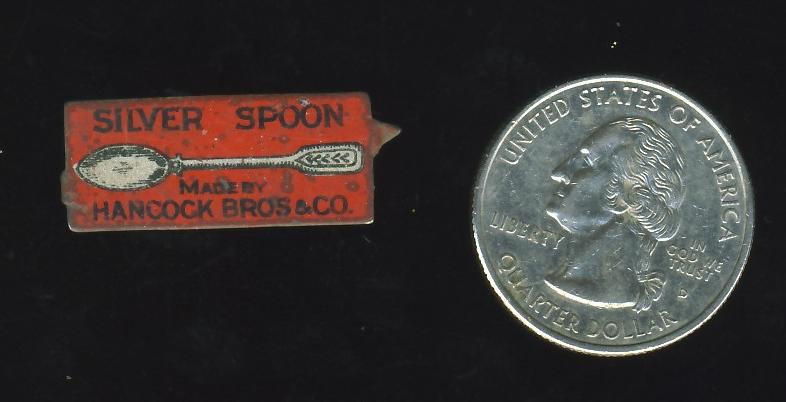 SILVER SPOON
MADE BY
HANCOCK BROS & CO.
UNITED STATES OF AMERICA
LIBERTY
IN
GOD WE
TRUST
D
QUARTER DOLLAR